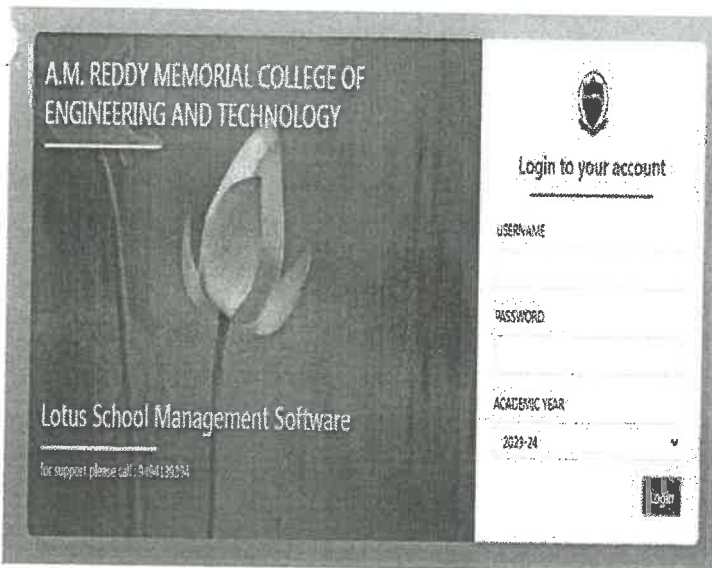 A.M. REDDY MEMORIAL COLLEGE OF
ENGINEERING AND TECHNOLOGY
Lotus School Management Software
for support please call :
Login to your account
USERNAME
PASSWORD
ACADEMIC YEAR
2023-24
Login